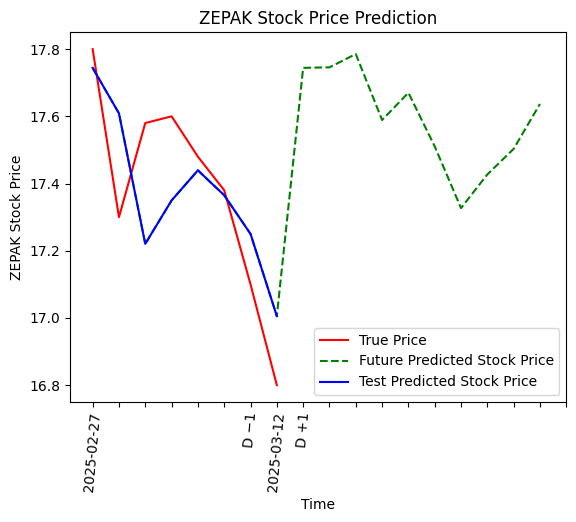 ZEPAK Stock Price Prediction
ZEPAK Stock Price
17.8
17.6
17.4
17.2
17.0
16.8
True Price
Future Predicted Stock Price
Test Predicted Stock Price
2025-02-27
D −1
2025-03-12
D +1
Time